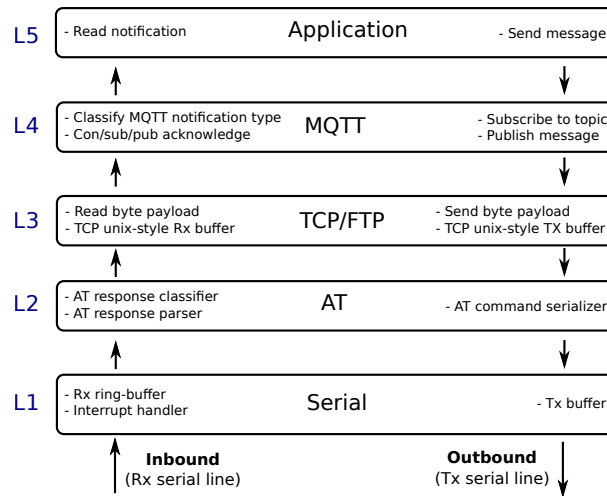 L5
Application
- Read notification
- Send message
L4
MQTT
- Classify MQTT notification type
- Con/sub/pub acknowledge
- Subscribe to topic
- Publish message
L3
TCP/FTP
- Read byte payload
- TCP unix-style Rx buffer
- Send byte payload
- TCP unix-style TX buffer
L2
AT
- AT response classifier
- AT response parser
- AT command serializer
L1
Serial
- Rx ring-buffer
- Interrupt handler
- Tx buffer
Inbound
(Rx serial line)
Outbound
(Tx serial line)